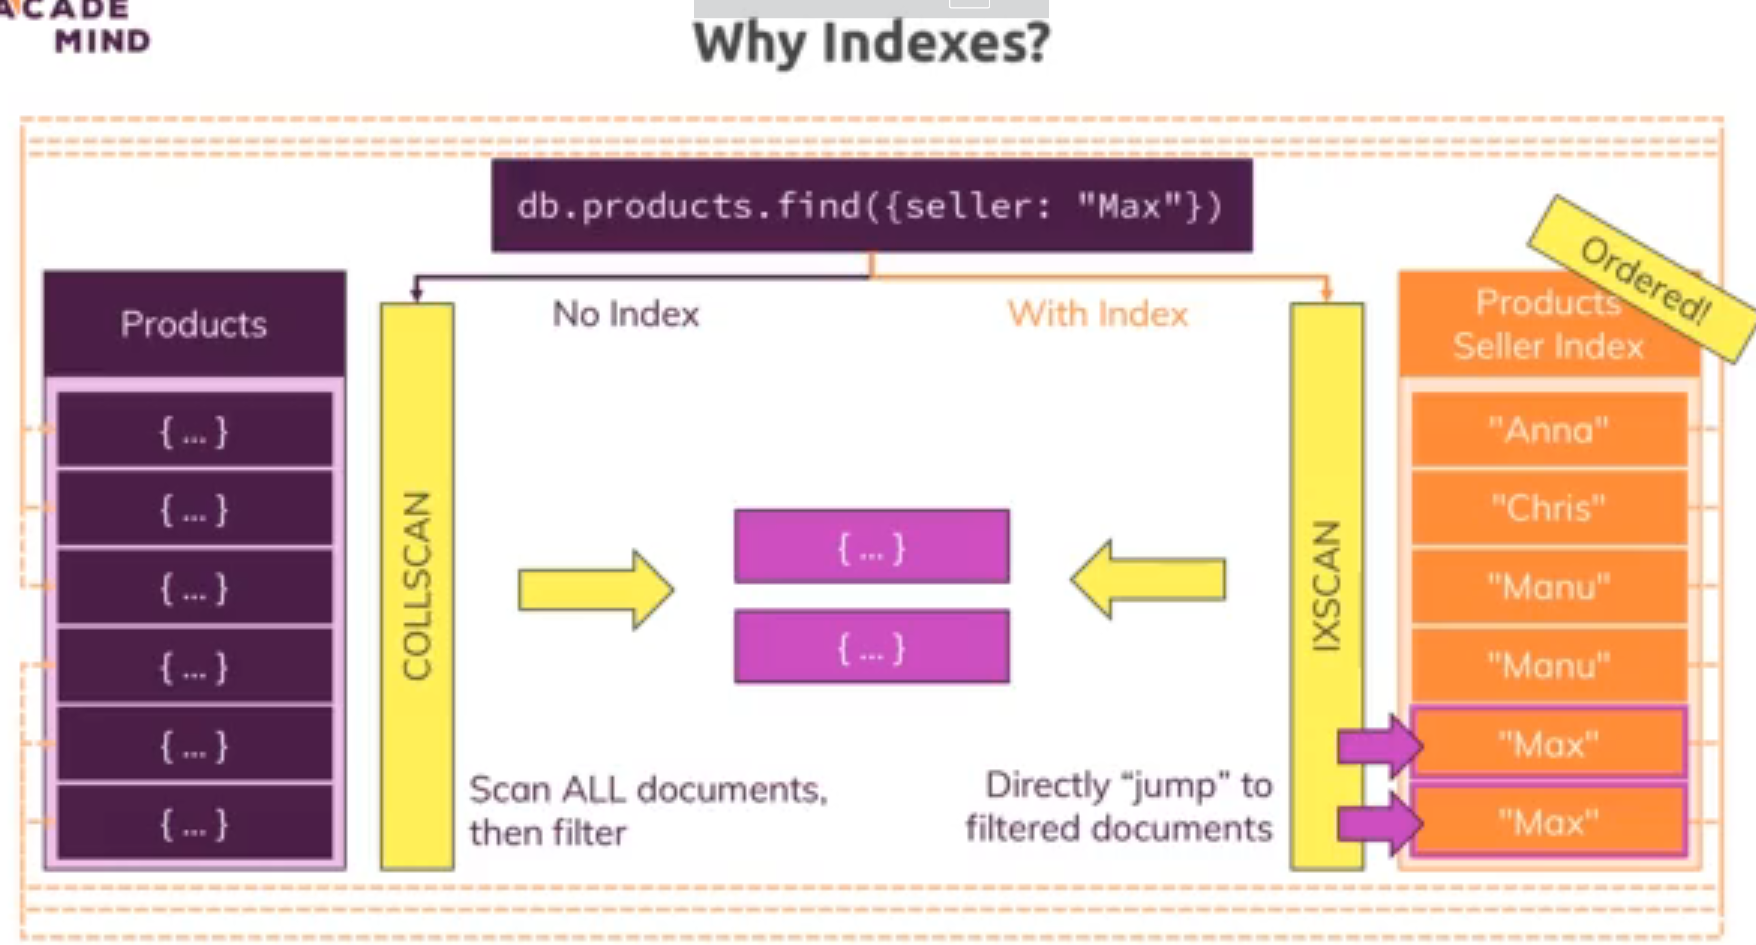 ACADE
MIND
Why Indexes?
db.products.find({seller: "Max"})
No Index
With Index
Products
{ ... }
{ ... }
{ ... }
{ ... }
{ ... }
{ ... }
COLLSCAN
Scan ALL documents,
then filter
{ ... }
{ ... }
Directly “jump” to
filtered documents
IXSCAN
Ordered!
Products
Seller Index
"Anna"
"Chris"
"Manu"
"Manu"
"Max"
"Max"